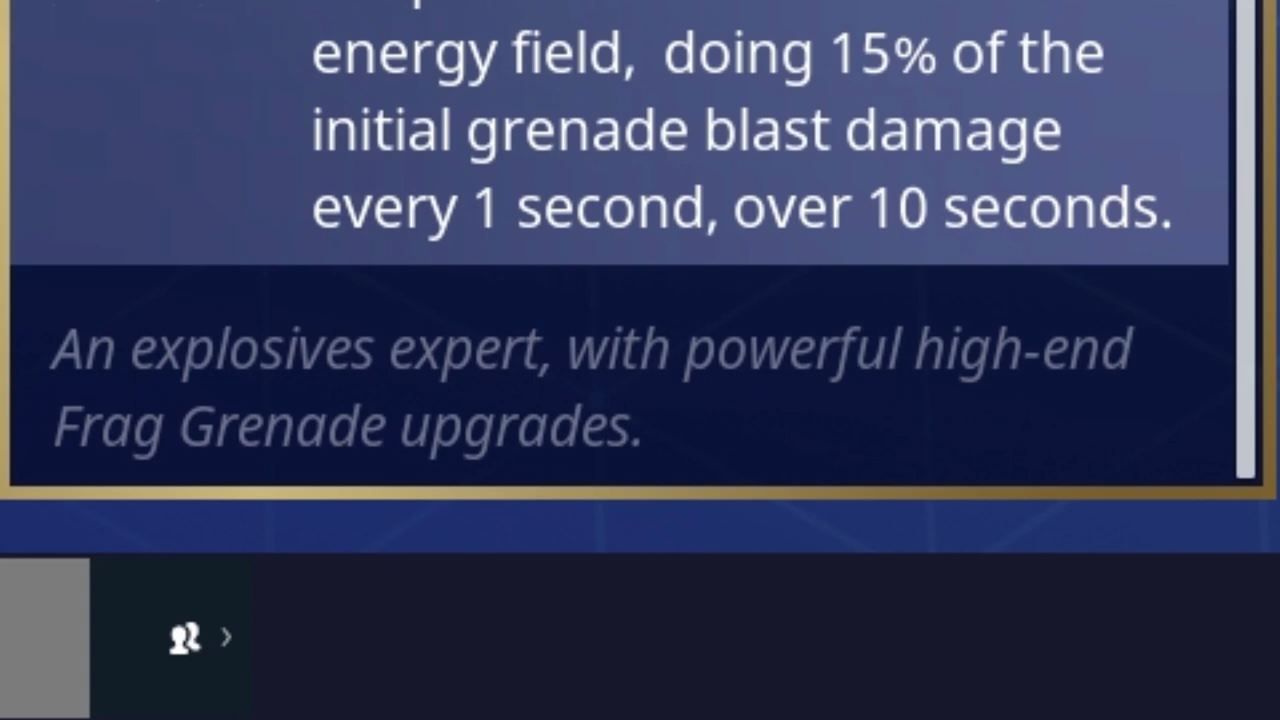 energy field,  doing 15% of the
initial grenade blast damage
every 1 second, over 10 seconds.
An explosives expert, with powerful high-end
Frag Grenade upgrades.